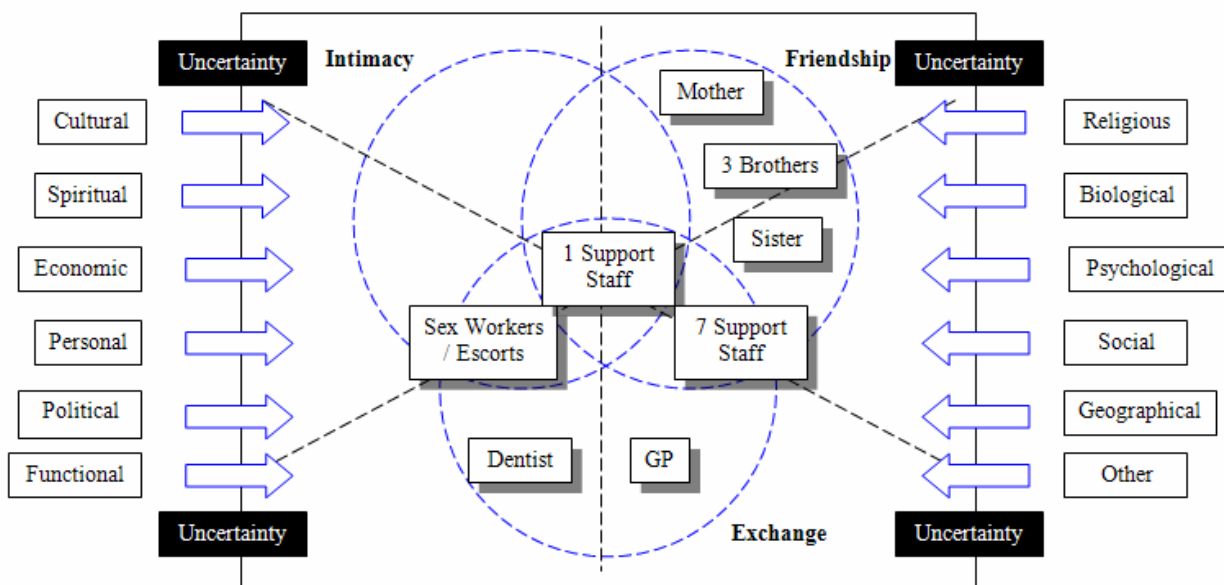 Uncertainty
Intimacy
Friendship
Uncertainty
Mother
Cultural
Religious
3 Brothers
Spiritual
Biological
Sister
1 Support
Staff
Economic
Psychological
Sex Workers
/ Escorts
7 Support
Staff
Personal
Social
Political
Geographical
Functional
Dentist
GP
Other
Uncertainty
Exchange
Uncertainty